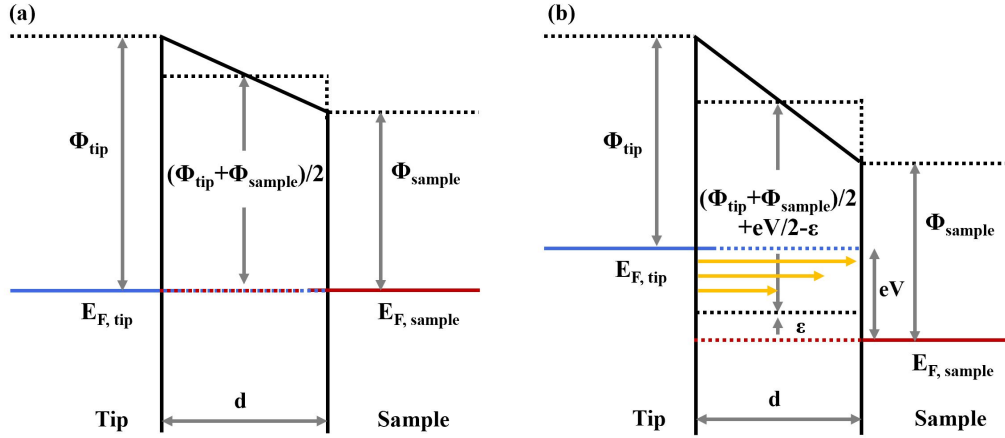 (a)
Φtip
(Φtip+Φsample)/2
Φsample
EF, tip
EF, sample
d
Tip
Sample
(b)
Φtip
(Φtip+Φsample)/2
+eV/2-ε
Φsample
EF, tip
eV
ε
EF, sample
d
Tip
Sample